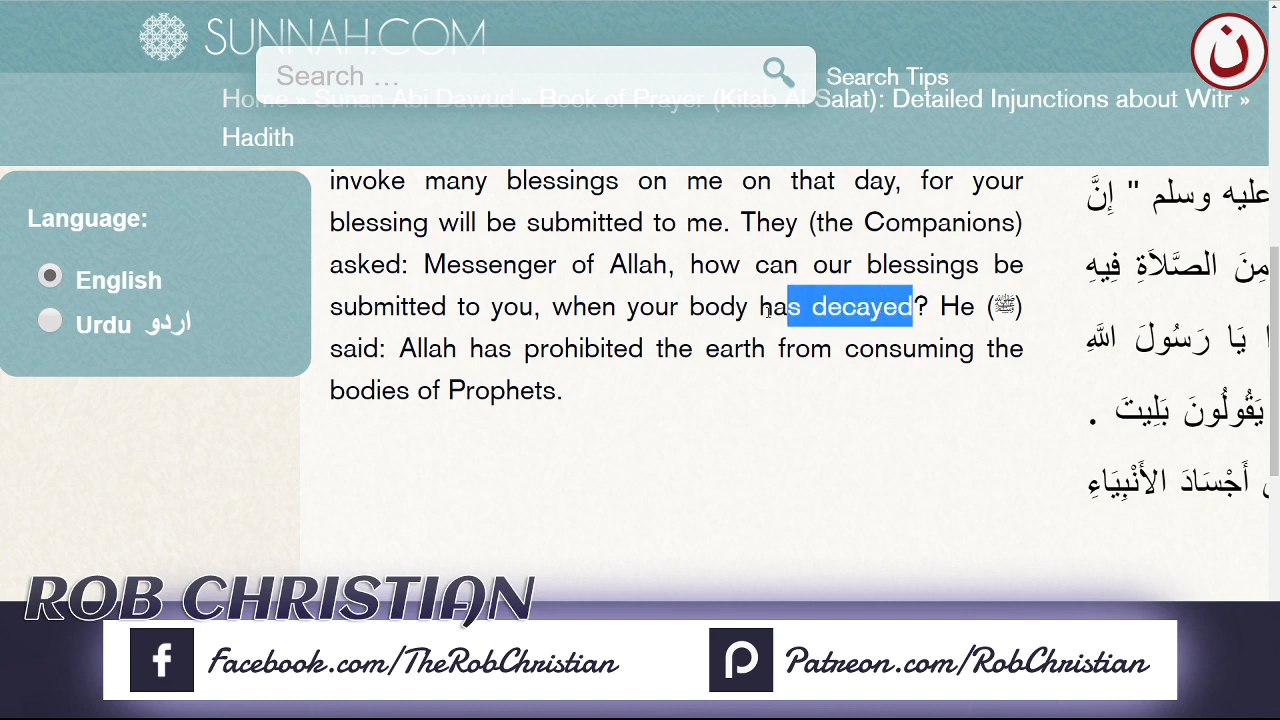 SUNNAH.COM
Search ...
Search Tips
Home » Sunan Abi Dawud » Book of Prayer (Kitab Al-Salat): Detailed Injunctions about Witr »
Hadith
ن
Language:
English
Urdu اردو
invoke many blessings on me on that day, for your
blessing will be submitted to me. They (the Companions)
asked: Messenger of Allah, how can our blessings be
submitted to you, when your body has decayed? He (ﷺ)
said: Allah has prohibited the earth from consuming the
bodies of Prophets.
عليه وسلم " إِنَّ
مِنَ الصَّلاَةِ فِيهِ
يَا رَسُولَ اللَّهِ
يَقُولُونَ بَلِيتَ .
أَجْسَادَ الأَنْبِيَاءِ
ROB CHRISTIAN
f Facebook.com/TheRobChristian
Patreon.com/RobChristian